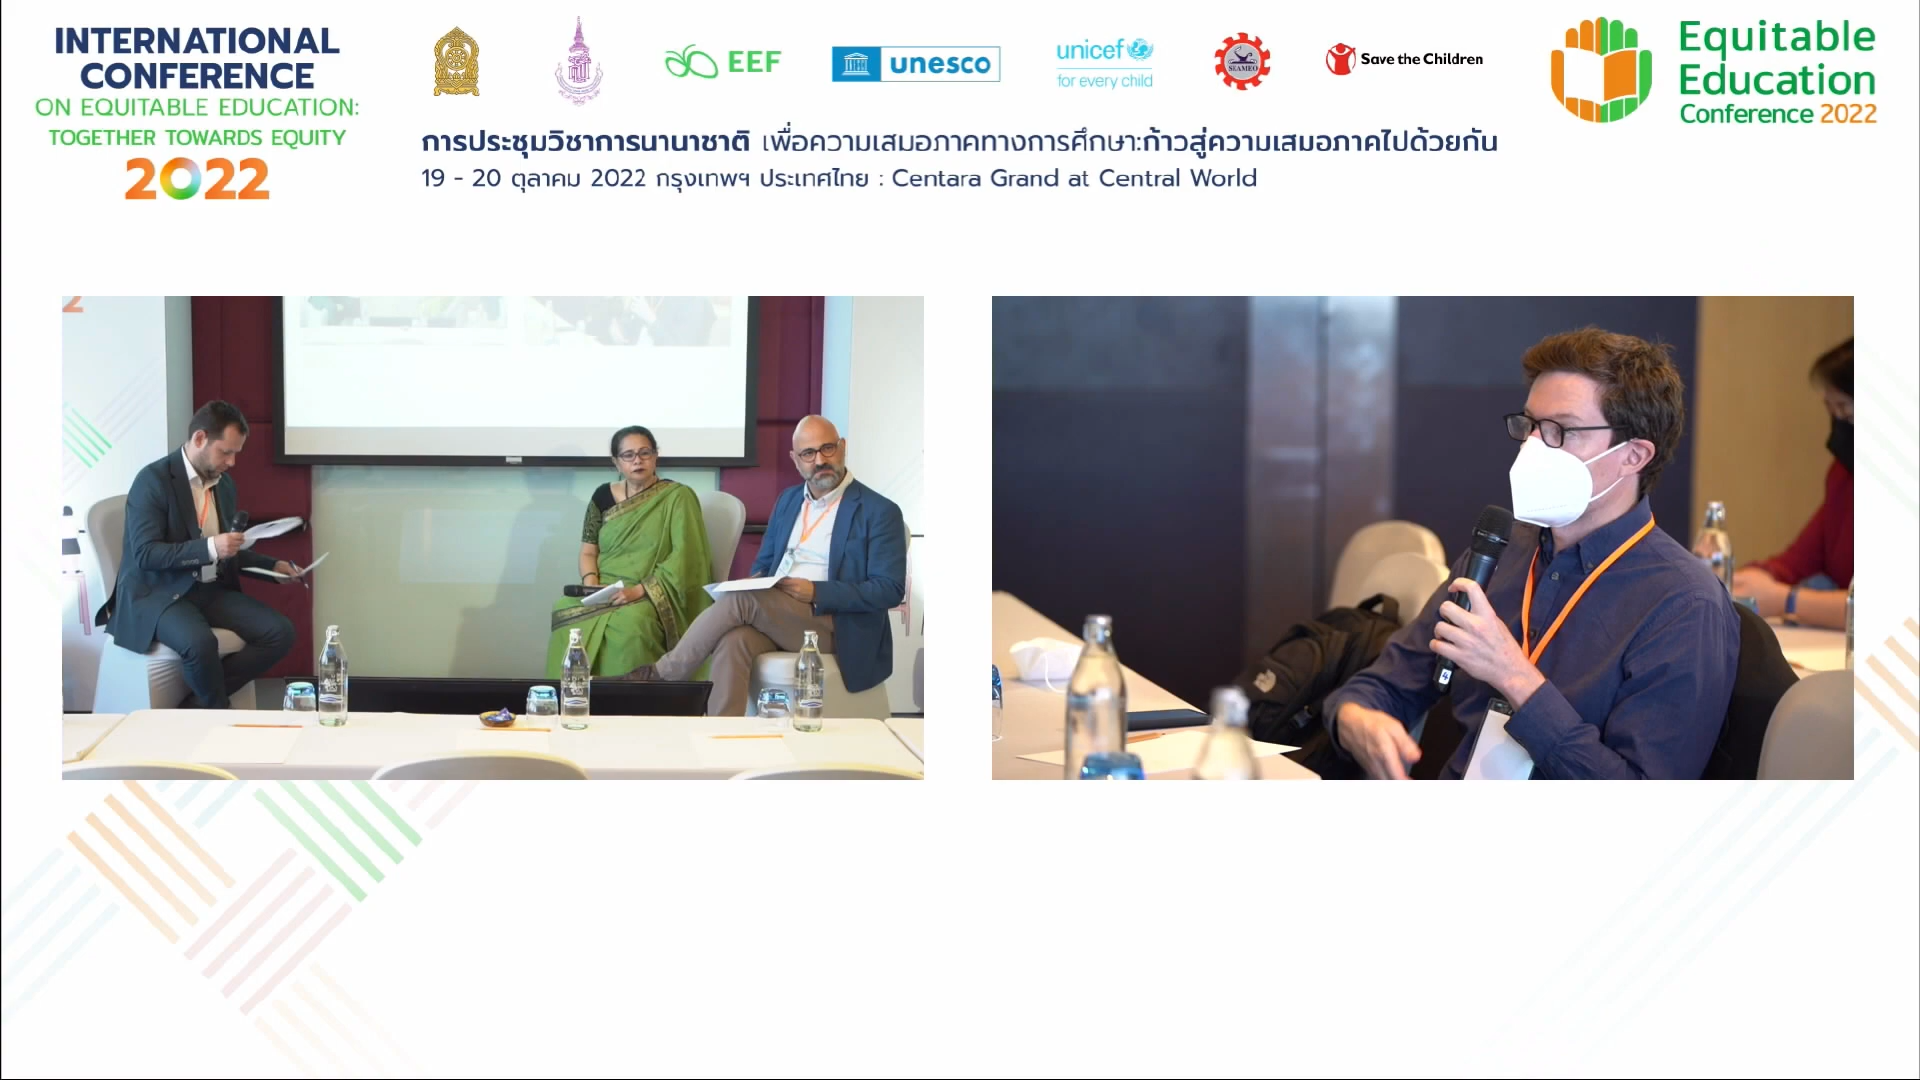 INTERNATIONAL
CONFERENCE
ON EQUITABLE EDUCATION:
TOGETHER TOWARDS EQUITY
2022
EEF
unesco
unicef
for every child
SEAMEO
Save the Children
Equitable
Education
Conference 2022
การประชุมวิชาการนานาชาติ เพื่อความเสมอภาคทางการศึกษา:ก้าวสู่ความเสมอภาคไปด้วยกัน
19 - 20 ตุลาคม 2022 กรุงเทพฯ ประเทศไทย : Centara Grand at Central World
2
4